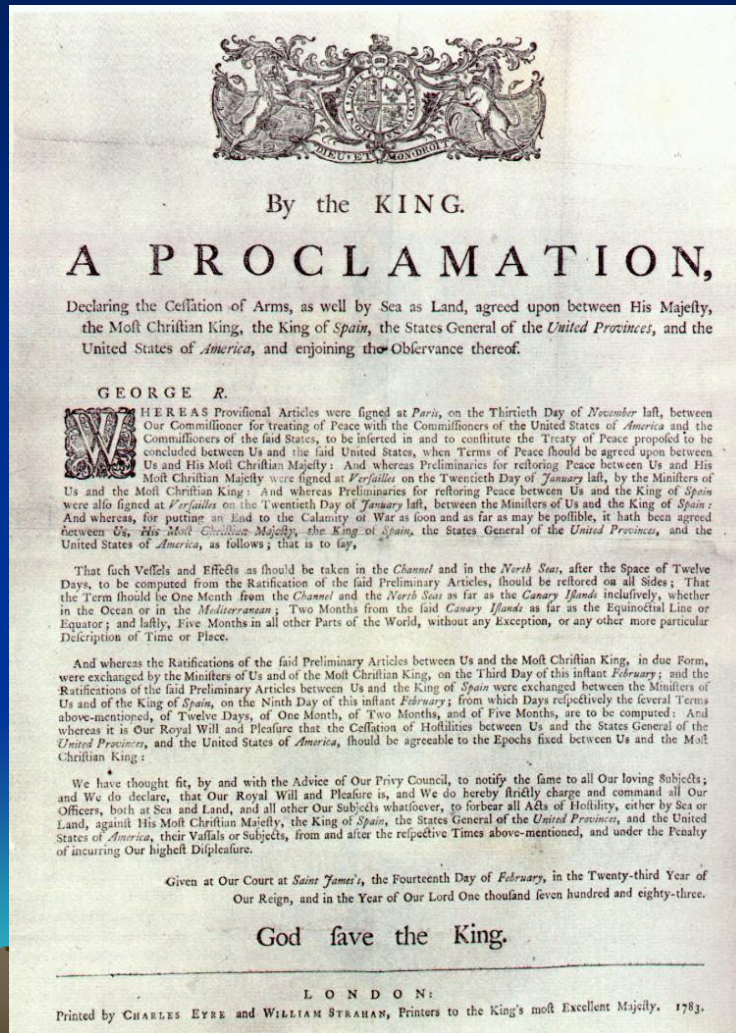 DIEU·ET MON·DROIT
By the KING.
A PROCLAMATION,
Declaring the Ceſſation of Arms, as well by Sea as Land, agreed upon between His Majeſty,
the Moſt Chriſtian King, the King of Spain, the States General of the United Provinces, and the
United States of America, and enjoining the Obſervance thereof.
GEORGE R.
WHEREAS Proviſional Articles were ſigned at Paris, on the Thirtieth Day of November laſt, between
Our Commiſſioner for treating of Peace with the Commiſſioners of the United States of America and the
Commiſſioners of the ſaid States, to be inſerted in and to conſtitute the Treaty of Peace propoſed to be
concluded between Us and the ſaid United States, when Terms of Peace ſhould be agreed upon between
Us and His Moſt Chriſtian Majeſty: And whereas Preliminaries for reſtoring Peace between Us and His
Moſt Chriſtian Majeſty were ſigned at Verſailles on the Twentieth Day of January laſt, by the Miniſters of
Us and the Moſt Chriſtian King: And whereas Preliminaries for reſtoring Peace between Us and the King of Spain
were alſo ſigned at Verſailles on the Twentieth Day of January laſt, between the Miniſters of Us and the King of Spain:
And whereas, for putting an End to the Calamity of War as ſoon and as far as may be poſſible, it hath been agreed
between Us, His Moſt Chriſtian Majeſty, the King of Spain, the States General of the United Provinces, and the
United States of America, as follows; that is to ſay,
That ſuch Veſſels and Effects as ſhould be taken in the Channel and in the North Seas, after the Space of Twelve
Days, to be computed from the Ratification of the ſaid Preliminary Articles, ſhould be reſtored on all Sides; That
the Term ſhould be One Month from the Channel and the North Seas as far as the Canary Iſlands incluſively, whether
in the Ocean or in the Mediterranean; Two Months from the ſaid Canary Iſlands as far as the Equinoctial Line or
Equator; and laſtly, Five Months in all other Parts of the World, without any Exception, or any other more particular
Deſcription of Time or Place.
And whereas the Ratifications of the ſaid Preliminary Articles between Us and the Moſt Chriſtian King, in due Form,
were exchanged by the Miniſters of Us and of the Moſt Chriſtian King, on the Third Day of this inſtant February; and the
Ratifications of the ſaid Preliminary Articles between Us and the King of Spain were exchanged between the Miniſters of
Us and of the King of Spain, on the Ninth Day of this inſtant February; from which Days reſpectively the ſeveral Terms
above-mentioned, of Twelve Days, of One Month, of Two Months, and of Five Months, are to be computed: And
whereas it is Our Royal Will and Pleaſure that the Ceſſation of Hoſtilities between Us and the States General of the
United Provinces, and the United States of America, ſhould be agreeable to the Epochs fixed between Us and the Moſt
Chriſtian King:
We have thought fit, by and with the Advice of Our Privy Council, to notify the ſame to all Our loving Subjects;
and We do declare, that Our Royal Will and Pleaſure is, and We do hereby ſtrictly charge and command all Our
Officers, both at Sea and Land, and all other Our Subjects whatſoever, to forbear all Acts of Hoſtility, either by Sea or
Land, againſt His Moſt Chriſtian Majeſty, the King of Spain, the States General of the United Provinces, and the United
States of America, their Vaſſals or Subjects, from and after the reſpective Times above-mentioned, and under the Penalty
of incurring Our higheſt Diſpleaſure.
Given at Our Court at Saint James's, the Fourteenth Day of February, in the Twenty-third Year of
Our Reign, and in the Year of Our Lord One thouſand ſeven hundred and eighty-three.
God ſave the King.
LONDON:
Printed by CHARLES EYRE and WILLIAM STRAHAN, Printers to the King's moſt Excellent Majeſty. 1783.